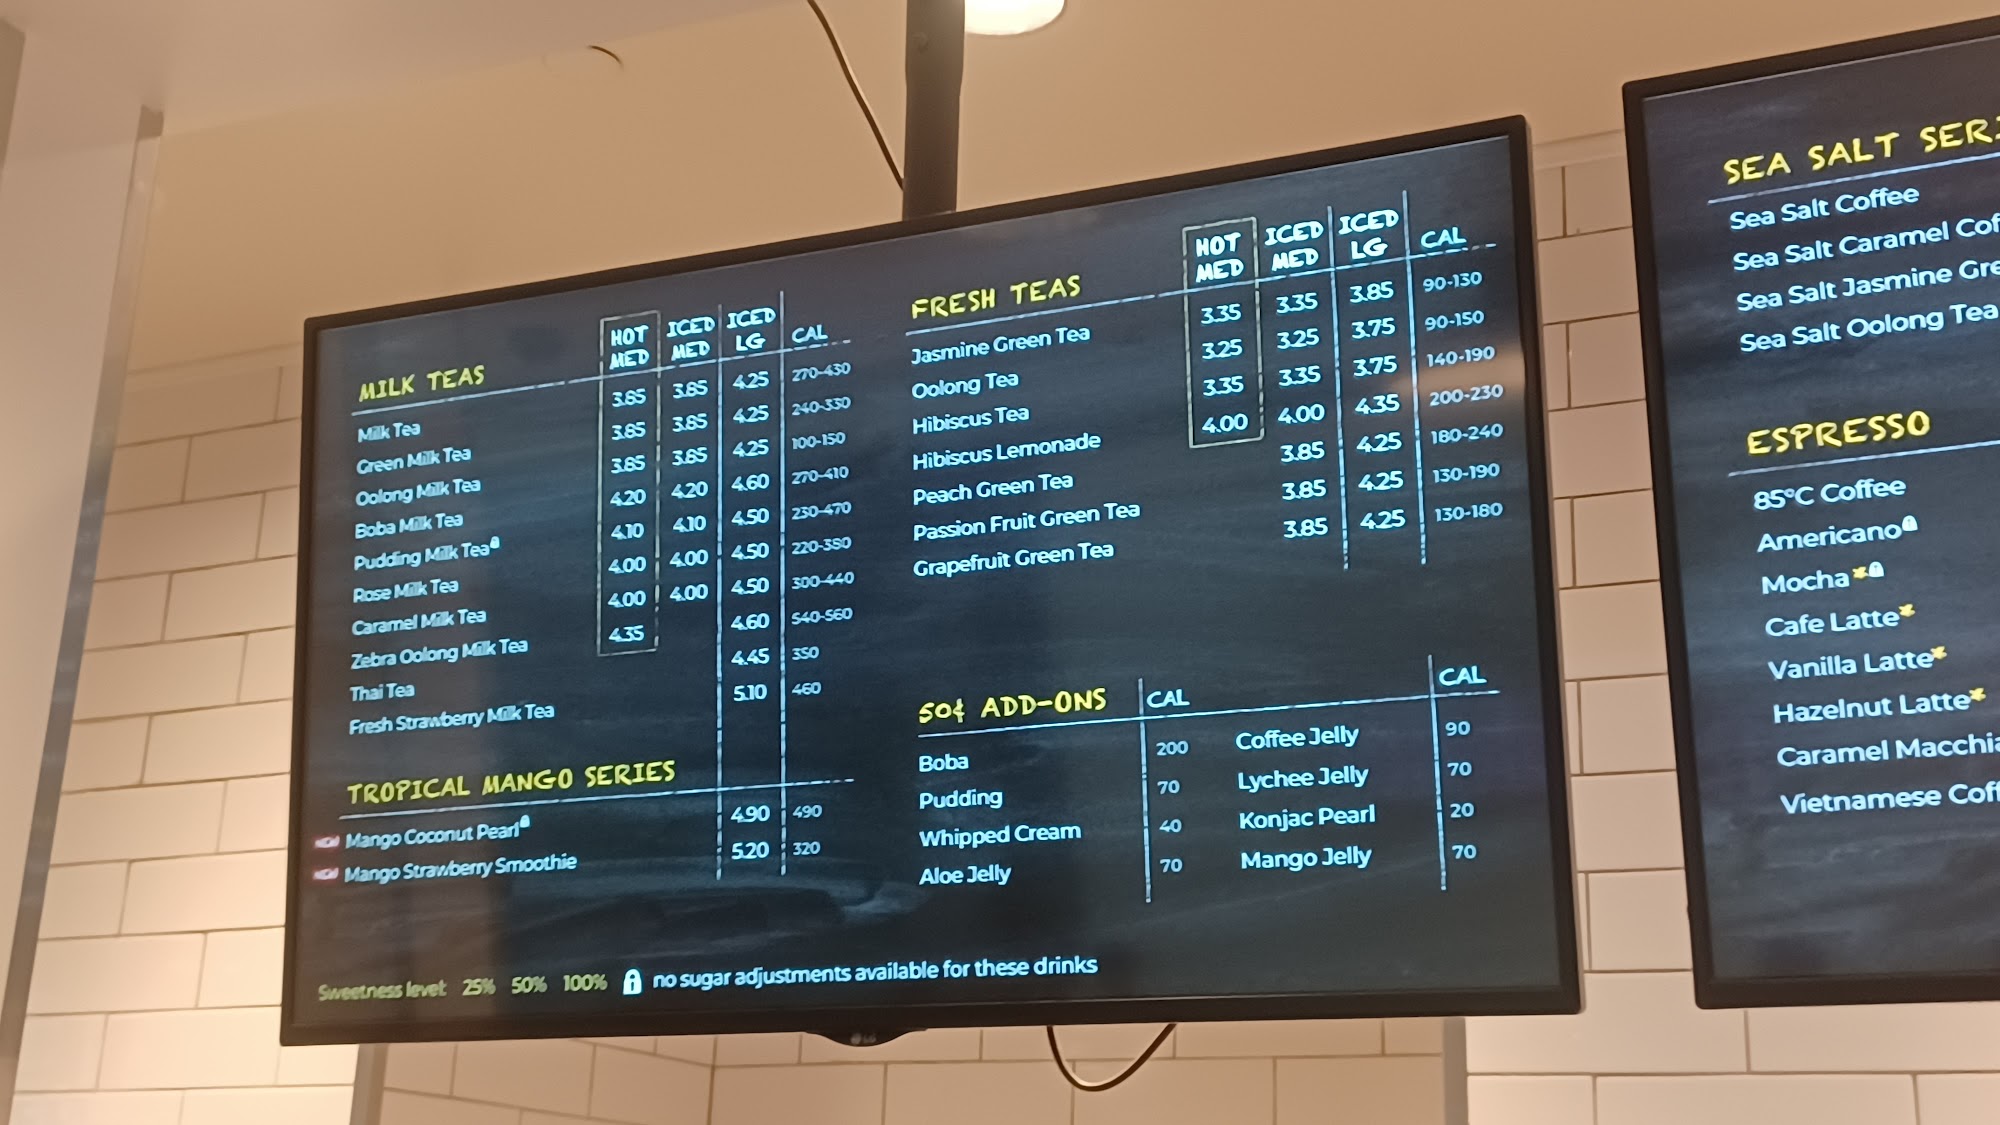 MILK TEAS HOT MED ICED MED ICED LG CAL
Milk Tea 3.85 3.85 4.25 270-430
Green Milk Tea 3.85 3.85 4.25 240-330
Oolong Milk Tea 3.85 3.85 4.25 100-150
Boba Milk Tea 4.20 4.20 4.60 270-410
Pudding Milk Tea 4.10 4.10 4.50 230-470
Rose Milk Tea 4.00 4.00 4.50 220-380
Caramel Milk Tea 4.00 4.00 4.50 300-440
Zebra Oolong Milk Tea 4.35 4.60 540-560
Thai Tea 4.45 350
Fresh Strawberry Milk Tea 5.10 460
TROPICAL MANGO SERIES
Mango Coconut Pearl 4.90 490
Mango Strawberry Smoothie 5.20 320
FRESH TEAS HOT MED ICED MED ICED LG CAL
Jasmine Green Tea 3.35 3.35 3.85 90-130
Oolong Tea 3.25 3.25 3.75 90-150
Hibiscus Tea 3.35 3.35 3.75 140-190
Hibiscus Lemonade 4.00 4.00 4.35 200-230
Peach Green Tea 3.85 4.25 180-240
Passion Fruit Green Tea 3.85 4.25 130-190
Grapefruit Green Tea 3.85 4.25 130-180
50¢ ADD-ONS CAL CAL
Boba 200 Coffee Jelly 90
Pudding 70 Lychee Jelly 70
Whipped Cream 40 Konjac Pearl 20
Aloe Jelly 70 Mango Jelly 70
Sweetness level: 25% 50% 100% no sugar adjustments available for these drinks
LG
SEA SALT SERI
Sea Salt Coffee
Sea Salt Caramel Cof
Sea Salt Jasmine Gre
Sea Salt Oolong Tea
ESPRESSO
85°C Coffee
Americano
Mocha*
Cafe Latte*
Vanilla Latte*
Hazelnut Latte*
Caramel Macchia
Vietnamese Coff